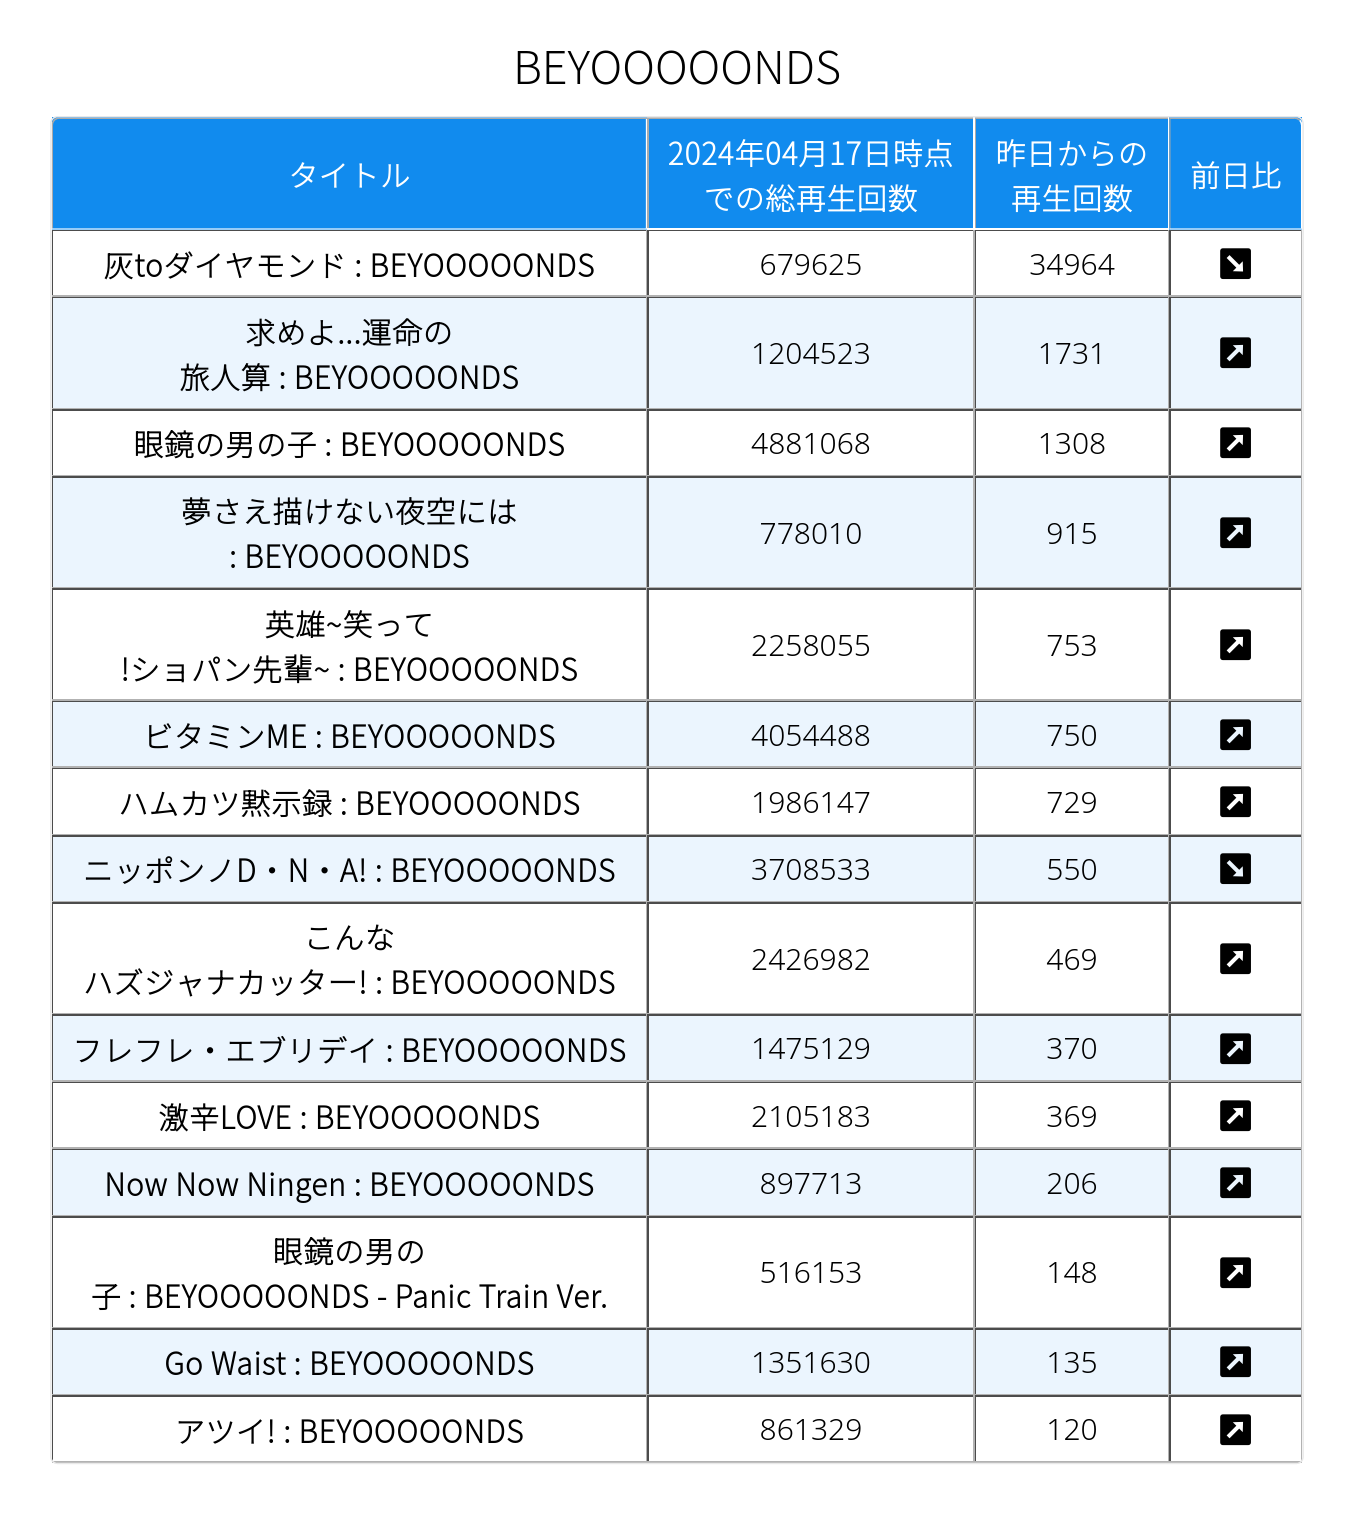 BEYOOOOONDS
タイトル
2024年04月17日時点
での総再生回数
昨日からの
再生回数
前日比
灰toダイヤモンド : BEYOOOOONDS
679625
34964
求めよ...運命の
旅人算 : BEYOOOOONDS
1204523
1731
眼鏡の男の子 : BEYOOOOONDS
4881068
1308
夢さえ描けない夜空には
: BEYOOOOONDS
778010
915
英雄~笑って
!ショパン先輩~ : BEYOOOOONDS
2258055
753
ビタミンME : BEYOOOOONDS
4054488
750
ハムカツ黙示録 : BEYOOOOONDS
1986147
729
ニッポンノD・N・A! : BEYOOOOONDS
3708533
550
こんな
ハズジャナカッター! : BEYOOOOONDS
2426982
469
フレフレ・エブリデイ : BEYOOOOONDS
1475129
370
激辛LOVE : BEYOOOOONDS
2105183
369
Now Now Ningen : BEYOOOOONDS
897713
206
眼鏡の男の
子 : BEYOOOOONDS - Panic Train Ver.
516153
148
Go Waist : BEYOOOOONDS
1351630
135
アツイ! : BEYOOOOONDS
861329
120